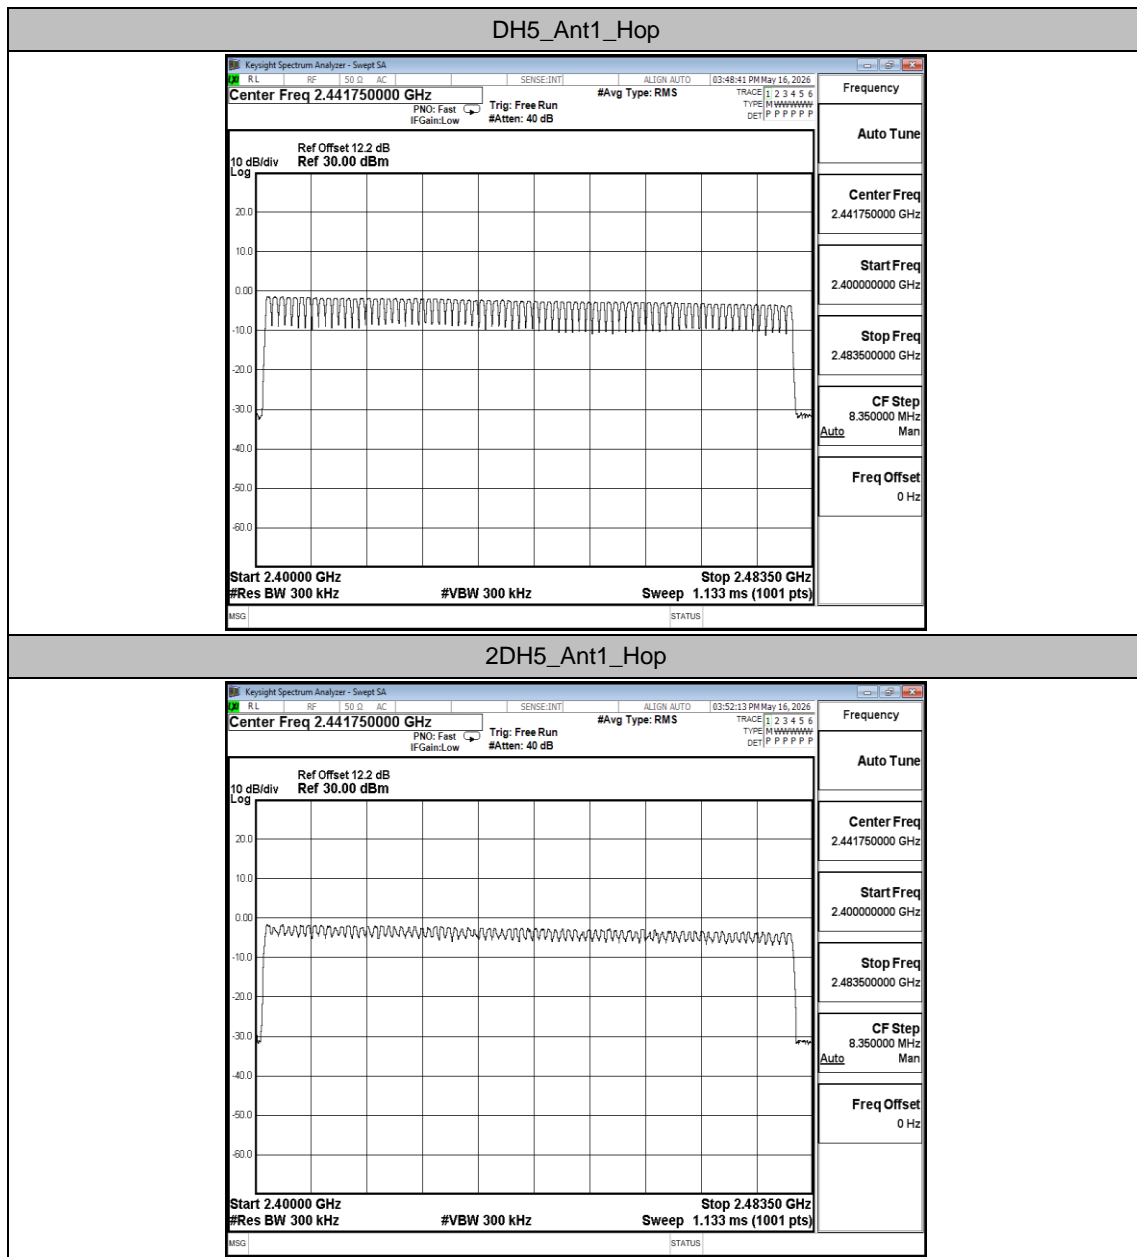 DH5_Ant1_Hop
Keysight Spectrum Analyzer - Swept SA
RL RF 50 Ω AC SENSE:INT ALIGN AUTO 03:48:41 PM May 16, 2026
Center Freq 2.441750000 GHz
PNO: Fast
IFGain:Low
Trig: Free Run
#Atten: 40 dB
#Avg Type: RMS
TRACE 1 2 3 4 5 6
TYPE M W W W W W
DET P P P P P P
Frequency
Auto Tune
Ref Offset 12.2 dB
10 dB/div Ref 30.00 dBm
Log
20.0
10.0
0.00
-10.0
-20.0
-30.0
-40.0
-50.0
-60.0
Center Freq
2.441750000 GHz
Start Freq
2.400000000 GHz
Stop Freq
2.483500000 GHz
CF Step
8.350000 MHz
Auto Man
Freq Offset
0 Hz
Start 2.40000 GHz Stop 2.48350 GHz
#Res BW 300 kHz #VBW 300 kHz Sweep 1.133 ms (1001 pts)
MSG STATUS
2DH5_Ant1_Hop
Keysight Spectrum Analyzer - Swept SA
RL RF 50 Ω AC SENSE:INT ALIGN AUTO 03:52:13 PM May 16, 2026
Center Freq 2.441750000 GHz
PNO: Fast
IFGain:Low
Trig: Free Run
#Atten: 40 dB
#Avg Type: RMS
TRACE 1 2 3 4 5 6
TYPE M W W W W W
DET P P P P P P
Frequency
Auto Tune
Ref Offset 12.2 dB
10 dB/div Ref 30.00 dBm
Log
20.0
10.0
0.00
-10.0
-20.0
-30.0
-40.0
-50.0
-60.0
Center Freq
2.441750000 GHz
Start Freq
2.400000000 GHz
Stop Freq
2.483500000 GHz
CF Step
8.350000 MHz
Auto Man
Freq Offset
0 Hz
Start 2.40000 GHz Stop 2.48350 GHz
#Res BW 300 kHz #VBW 300 kHz Sweep 1.133 ms (1001 pts)
MSG STATUS